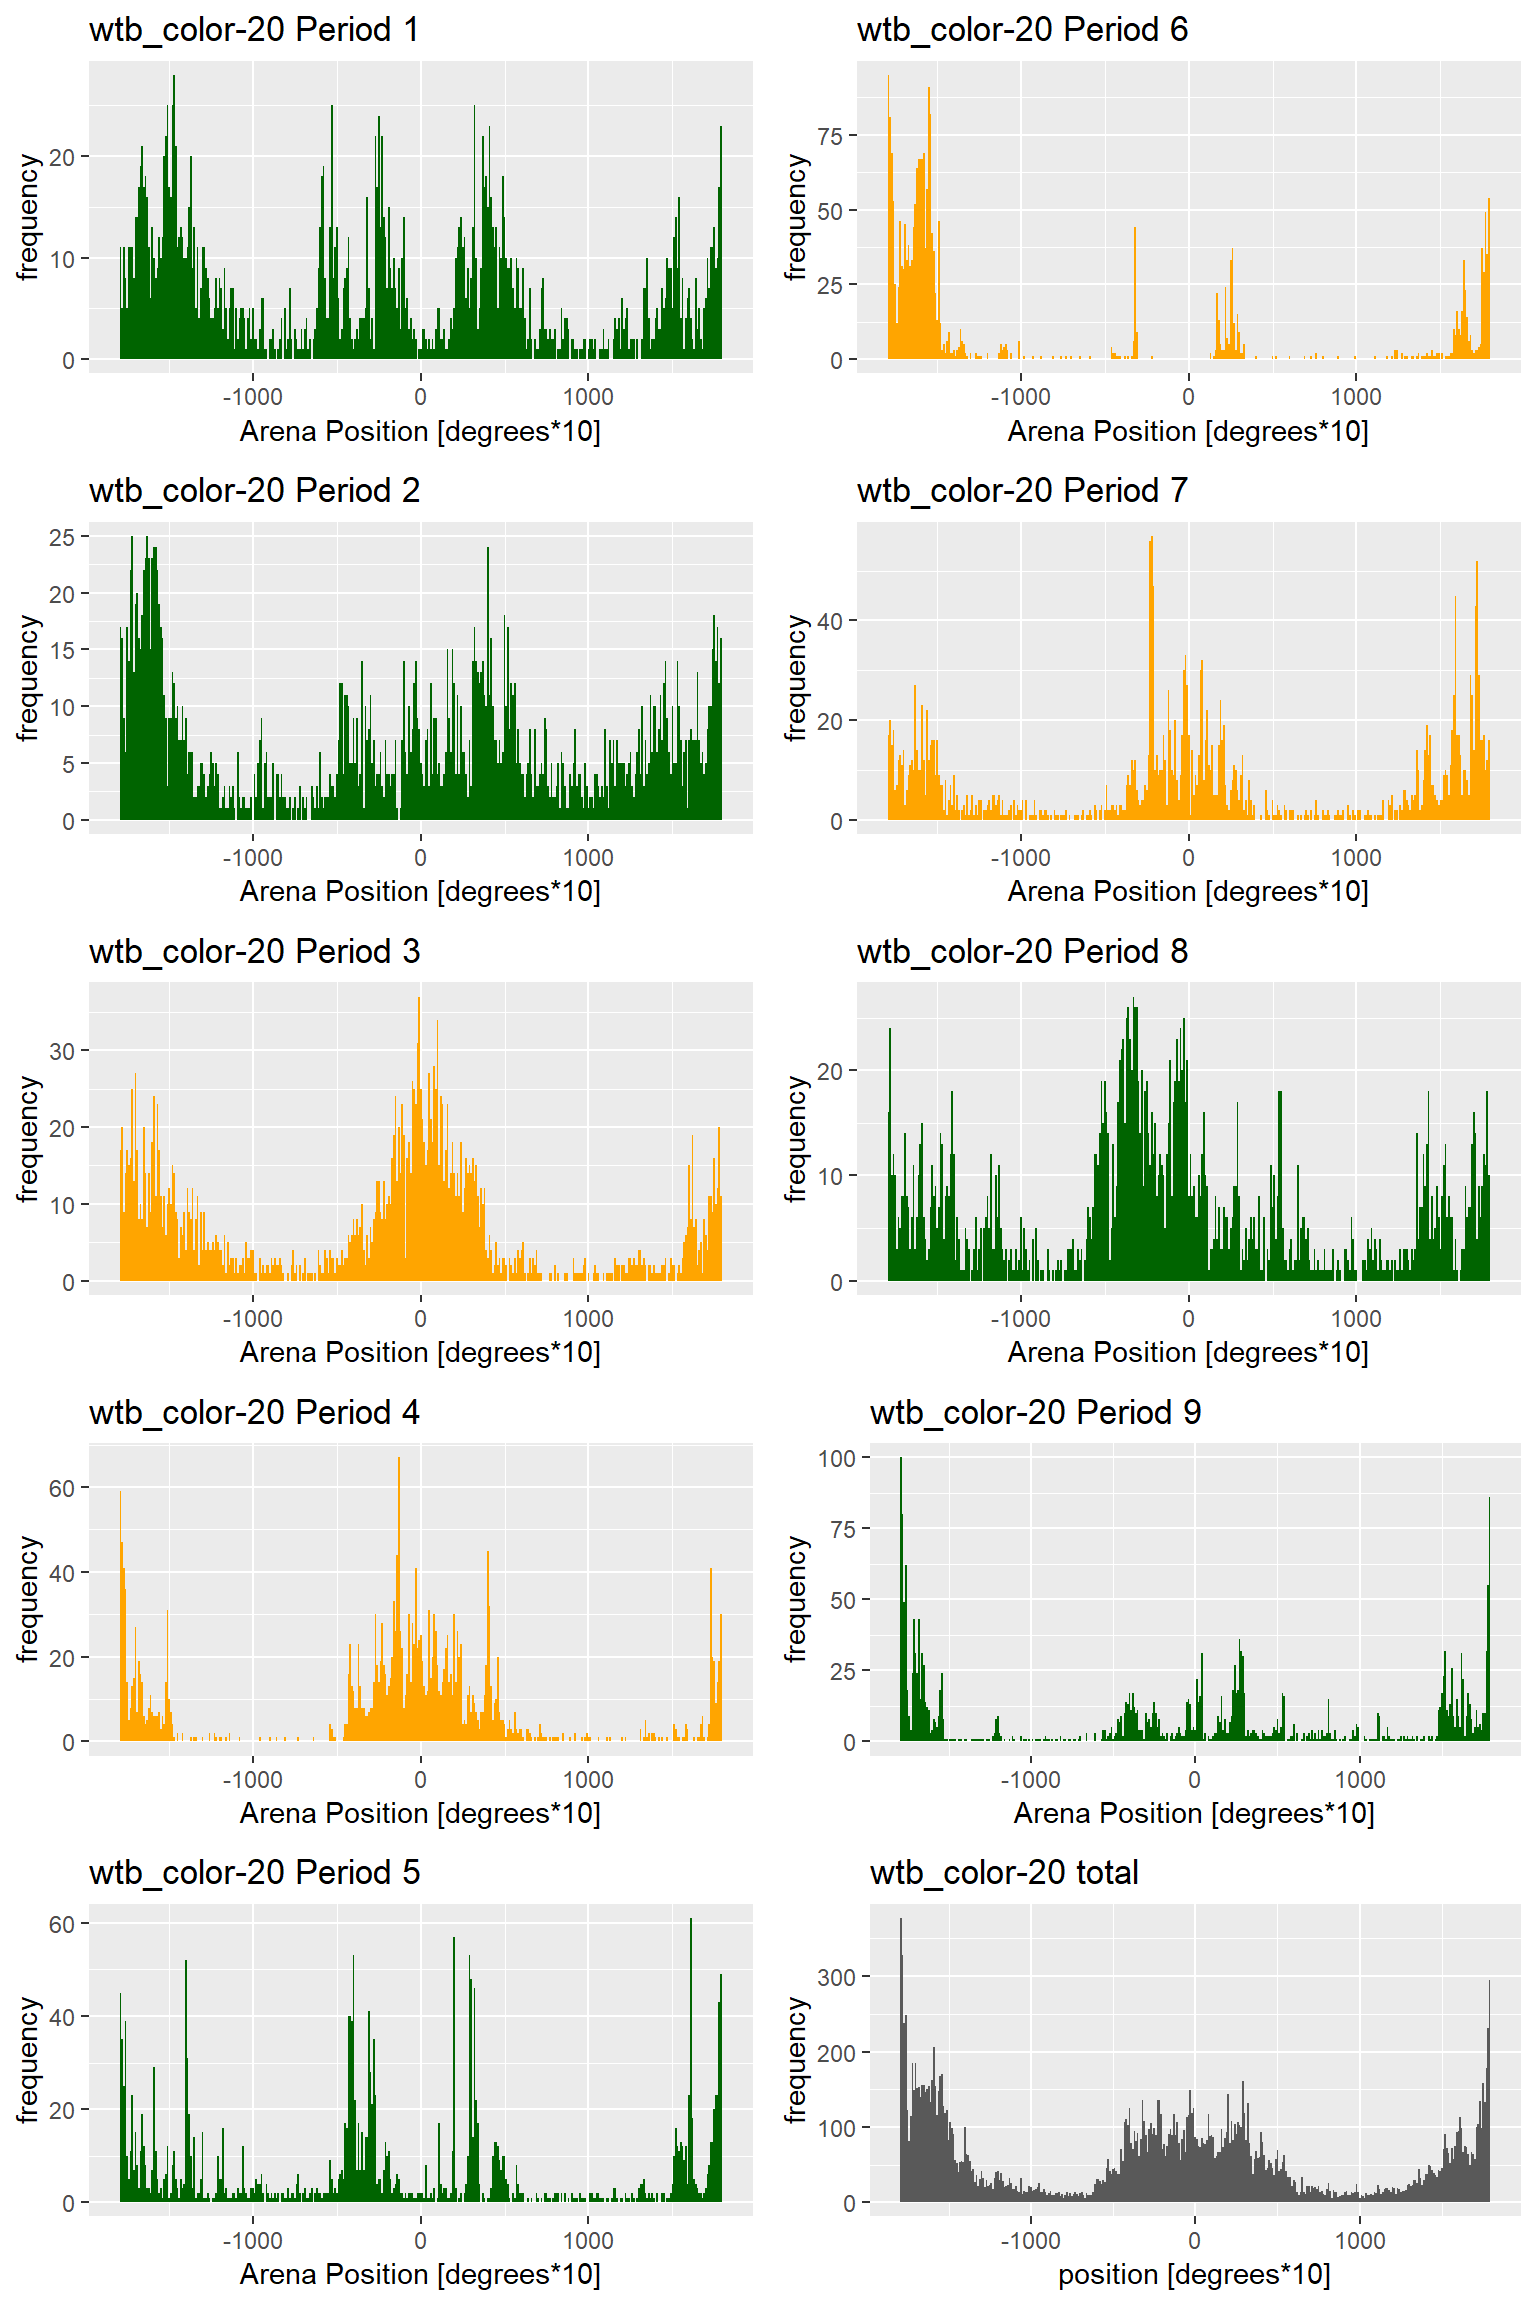 wtb_color-20 Period 1
20
10
0
frequency
-1000 0 1000
Arena Position [degrees*10]
wtb_color-20 Period 2
25
20
15
10
5
0
frequency
-1000 0 1000
Arena Position [degrees*10]
wtb_color-20 Period 3
30
20
10
0
frequency
-1000 0 1000
Arena Position [degrees*10]
wtb_color-20 Period 4
60
40
20
0
frequency
-1000 0 1000
Arena Position [degrees*10]
wtb_color-20 Period 5
60
40
20
0
frequency
-1000 0 1000
Arena Position [degrees*10]
wtb_color-20 Period 6
75
50
25
0
frequency
-1000 0 1000
Arena Position [degrees*10]
wtb_color-20 Period 7
40
20
0
frequency
-1000 0 1000
Arena Position [degrees*10]
wtb_color-20 Period 8
20
10
0
frequency
-1000 0 1000
Arena Position [degrees*10]
wtb_color-20 Period 9
100
75
50
25
0
frequency
-1000 0 1000
Arena Position [degrees*10]
wtb_color-20 total
300
200
100
0
frequency
-1000 0 1000
position [degrees*10]